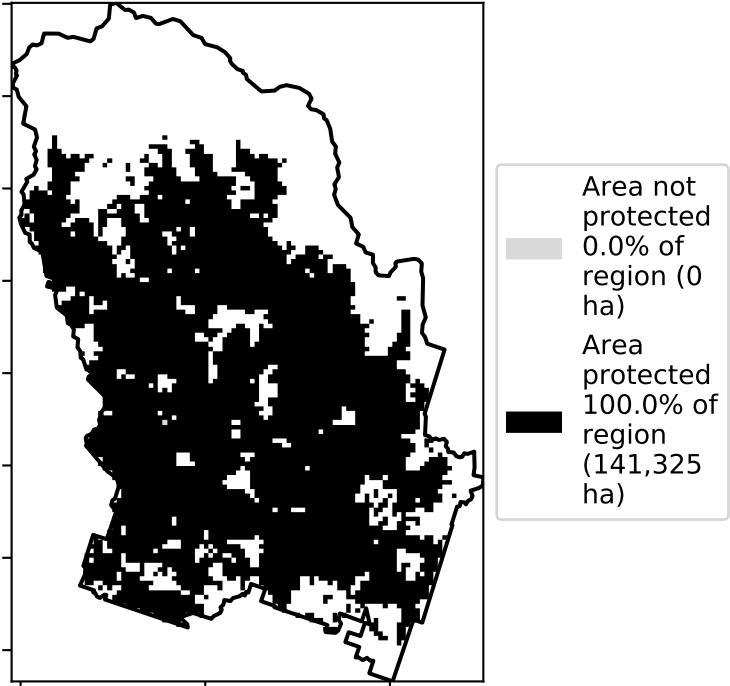 Area not
protected
0.0% of
region (0
ha)
Area
protected
100.0% of
region
(141,325
ha)